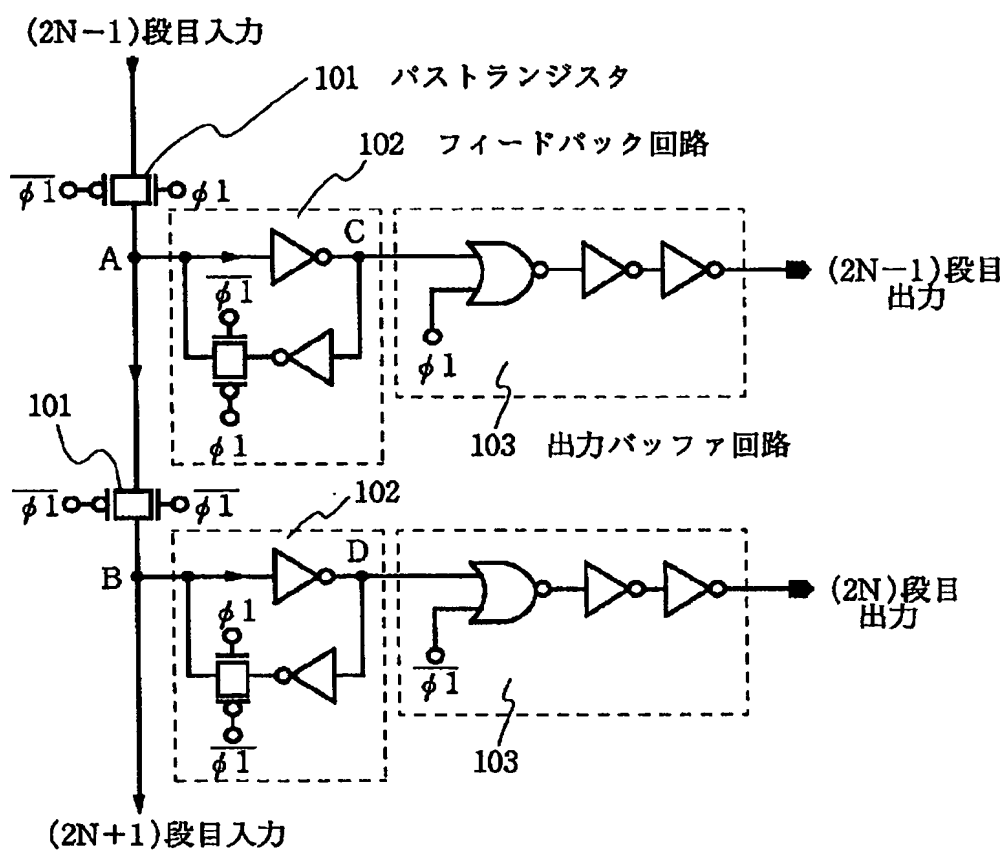 (2N－1)段目入力
101 パストランジスタ
102 フィードバック回路
φ1̅ φ1
A
C
φ1̅
φ1
φ1
(2N－1)段目
出力
103 出力バッファ回路
101
φ1̅ φ1̅
102
B
D
φ1
φ1̅
φ1̅
(2N)段目
出力
103
(2N＋1)段目入力